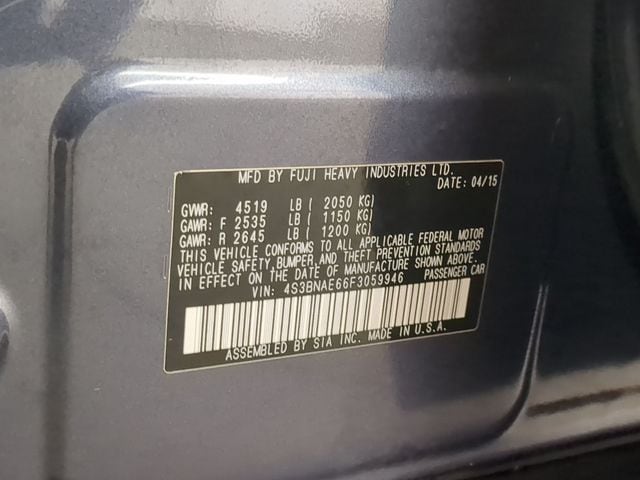 MFD BY FUJI HEAVY INDUSTRIES LTD.
DATE: 04/15
GVWR: 4519 LB ( 2050 KG)
GAWR: F 2535 LB ( 1150 KG)
GAWR: R 2645 LB ( 1200 KG)
THIS VEHICLE CONFORMS TO ALL APPLICABLE FEDERAL MOTOR
VEHICLE SAFETY, BUMPER, AND THEFT PREVENTION STANDARDS
IN EFFECT ON THE DATE OF MANUFACTURE SHOWN ABOVE.
VIN: 4S3BNAE66F3059946 PASSENGER CAR
ASSEMBLED BY SIA INC. MADE IN U.S.A.